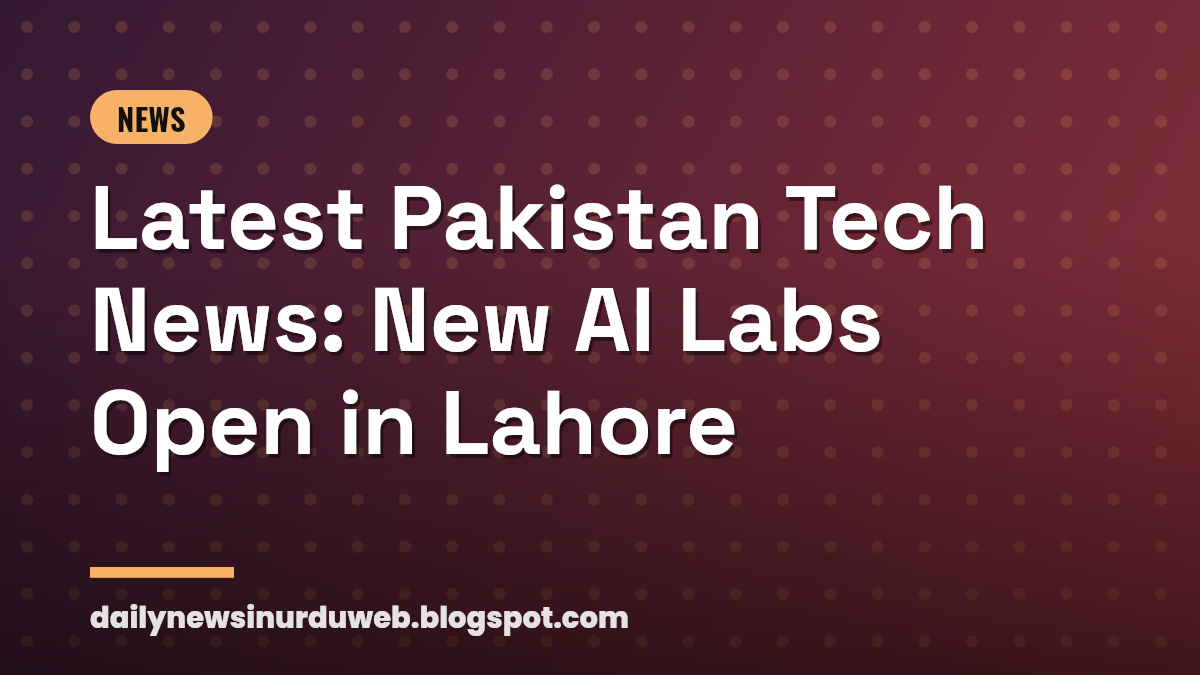 NEWS
Latest Pakistan Tech
News: New AI Labs
Open in Lahore
dailynewsinurduweb.blogspot.com